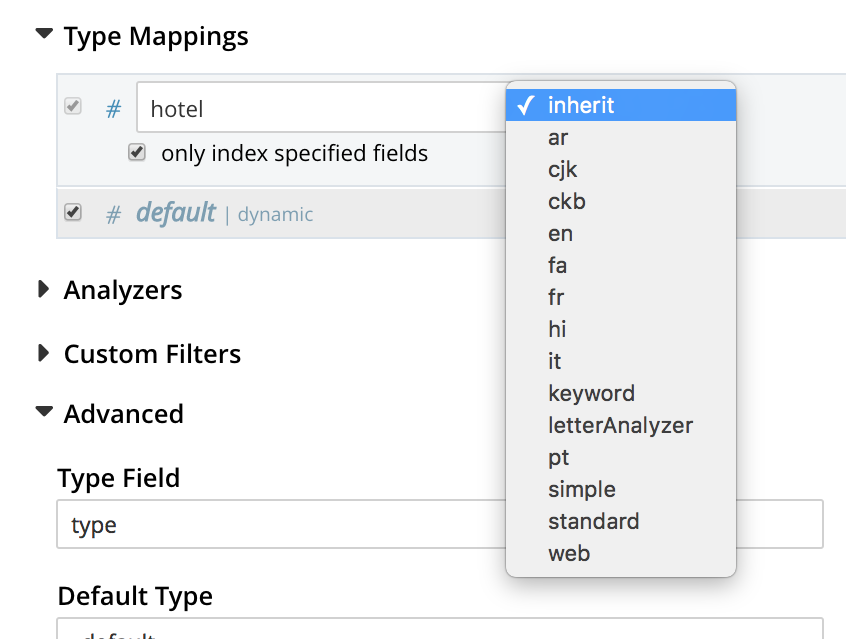 Type Mappings
# hotel
✓ inherit
ar
cjk
ckb
en
fa
fr
hi
it
keyword
letterAnalyzer
pt
simple
standard
web
only index specified fields
# default | dynamic
Analyzers
Custom Filters
Advanced
Type Field
type
Default Type
default